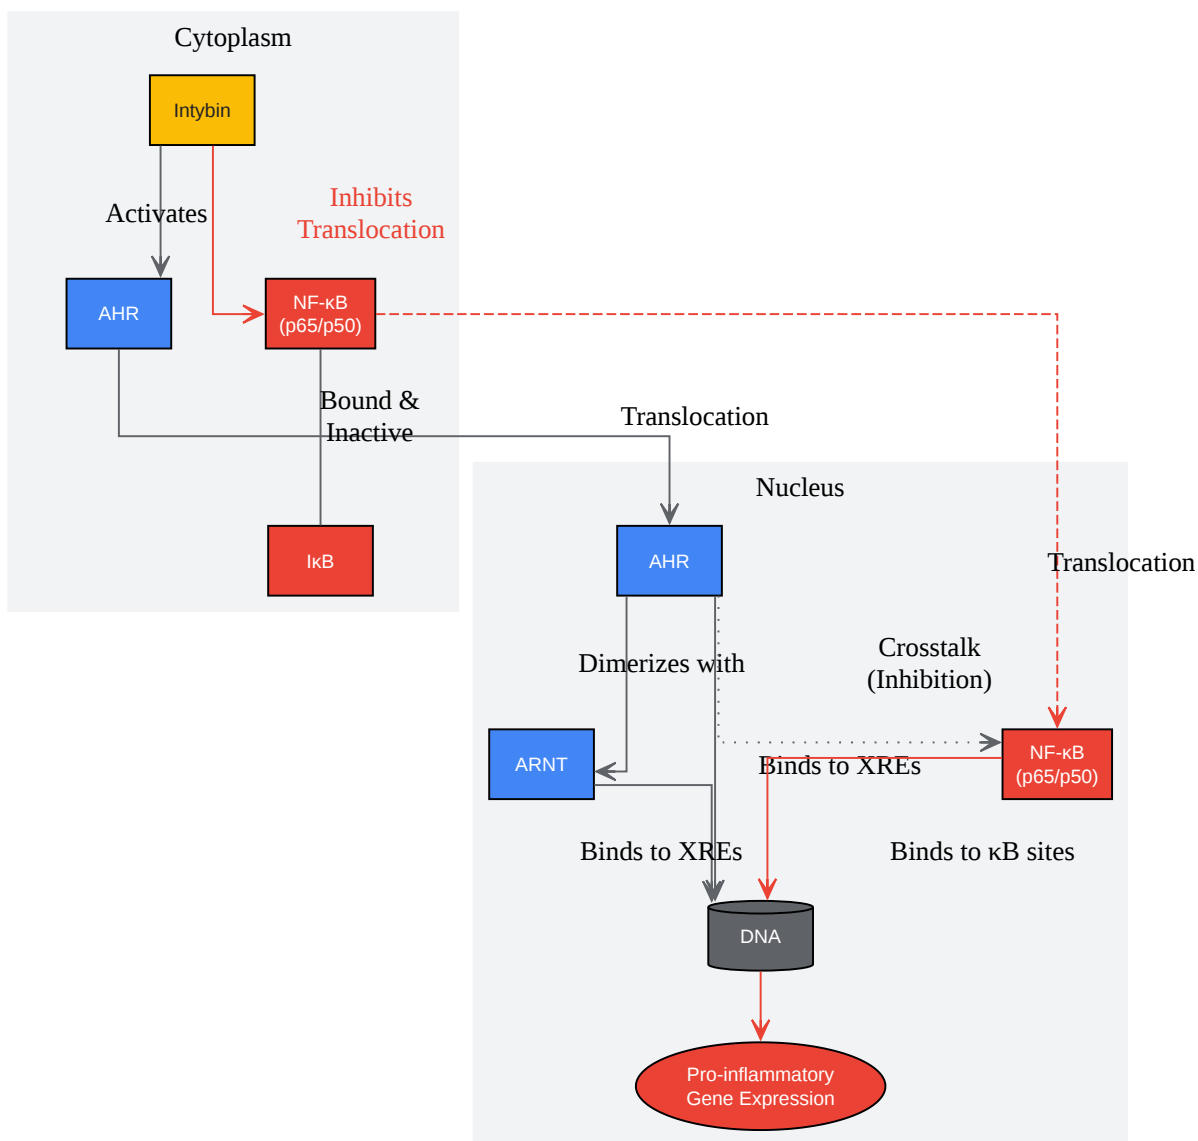 Cytoplasm
Intybin
Activates
Inhibits
Translocation
AHR
NF-κB
(p65/p50)
Bound &
Inactive
Translocation
IκB
Nucleus
AHR
Translocation
Dimerizes with
Crosstalk
(Inhibition)
ARNT
Binds to XREs
NF-κB
(p65/p50)
Binds to XREs
Binds to κB sites
DNA
Pro-inflammatory
Gene Expression